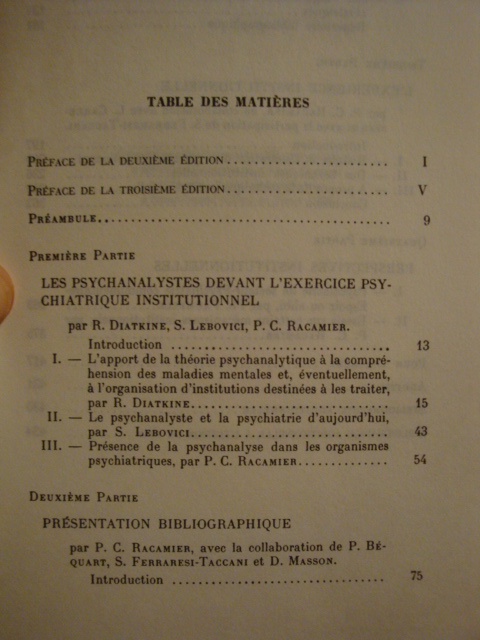 TABLE DES MATIÈRES
PRÉFACE DE LA DEUXIÈME ÉDITION........................ I
PRÉFACE DE LA TROISIÈME ÉDITION........................ V
PRÉAMBULE........................................ 9
PREMIÈRE PARTIE
LES PSYCHANALYSTES DEVANT L'EXERCICE PSY-
CHIATRIQUE INSTITUTIONNEL
par R. DIATKINE, S. LEBOVICI, P. C. RACAMIER.
Introduction ................................ 13
I. — L'apport de la théorie psychanalytique à la compré-
hension des maladies mentales et, éventuellement,
à l'organisation d'institutions destinées à les traiter,
par R. DIATKINE............................ 15
II. — Le psychanalyste et la psychiatrie d'aujourd'hui,
par S. LEBOVICI............................ 43
III. — Présence de la psychanalyse dans les organismes
psychiatriques, par P. C. RACAMIER............. 54
DEUXIÈME PARTIE
PRÉSENTATION BIBLIOGRAPHIQUE
par P. C. RACAMIER, avec la collaboration de P. BÉ-
QUART, S. FERRARESI-TACCANI et D. MASSON.
Introduction ................................ 75